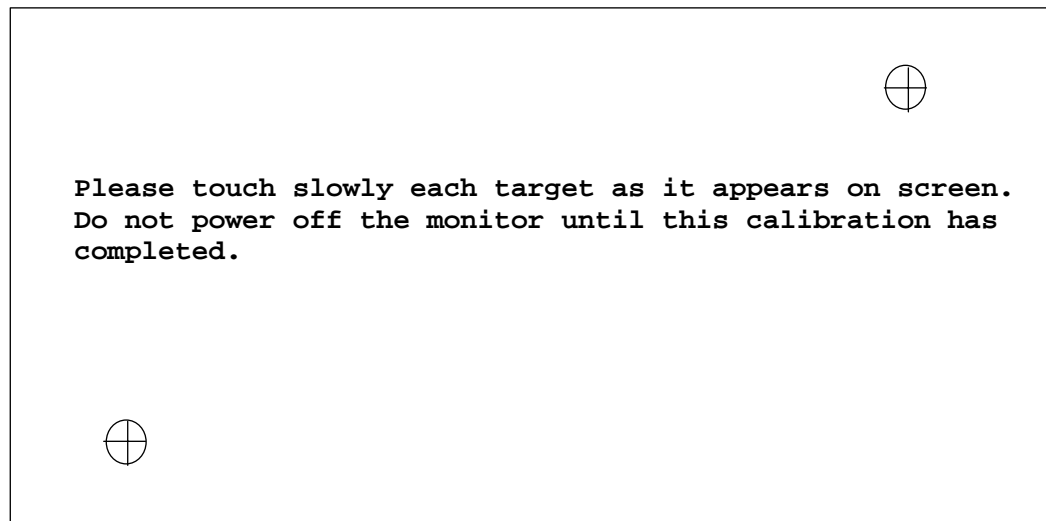 Please touch slowly each target as it appears on screen.
Do not power off the monitor until this calibration has
completed.